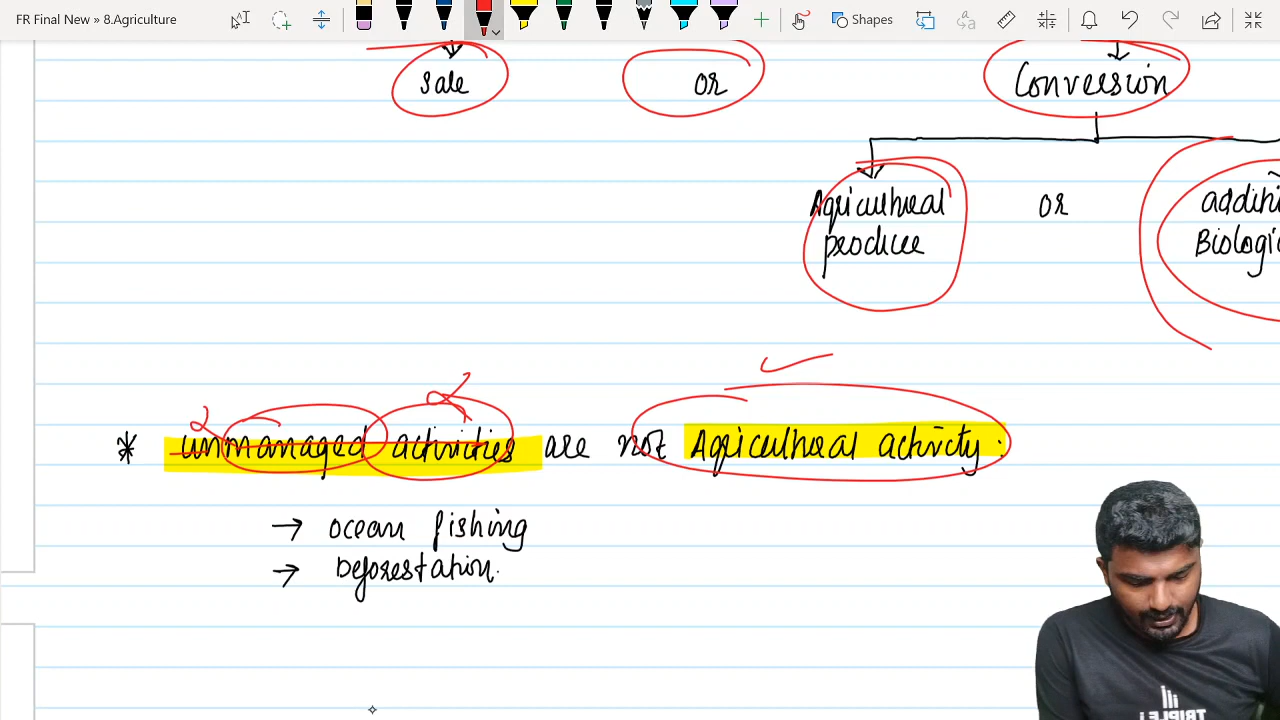 FR Final New » 8.Agriculture
Shapes
Sale or Conversion
Agricultural or additi
produce Biologi
* unmanaged activities are not Agricultural activity.
→ ocean fishing
→ Deforestation.